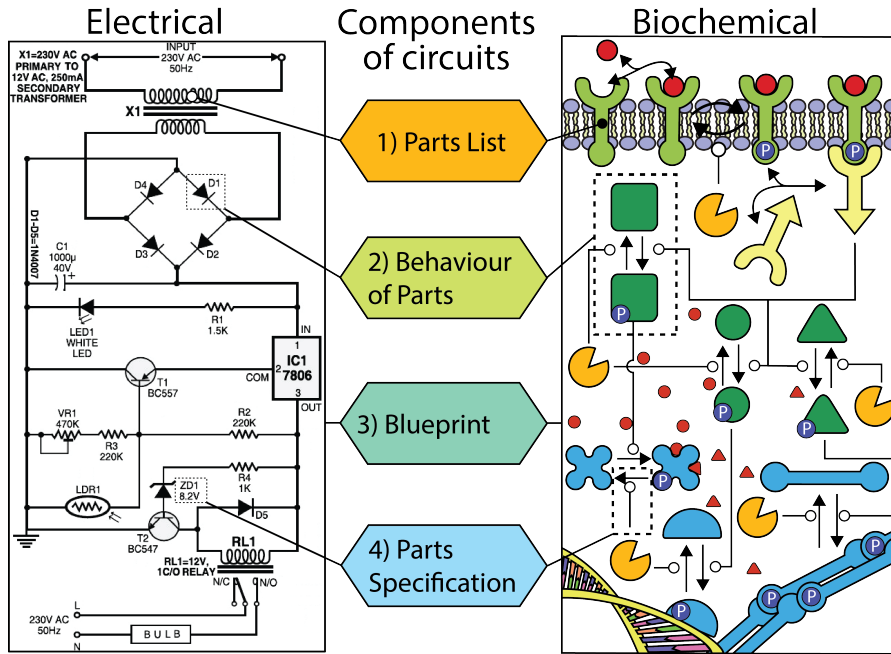 Electrical
Components
of circuits
Biochemical
X1=230V AC
PRIMARY TO
12V AC, 250mA
SECONDARY
TRANSFORMER
INPUT
230V AC
50Hz
X1
D4
D1
D3
D2
D1-D5=1N4007
C1
1000µ
40V
+
LED1
WHITE
LED
R1
1.5K
IN
1
IC1
7806
2
COM
3
OUT
T1
BC557
VR1
470K
R3
220K
R2
220K
R4
1K
LDR1
ZD1
8.2V
D5
T2
BC547
RL1
RL1=12V,
1C/O RELAY
N/C
N/O
L
230V AC
50Hz
N
BULB
1) Parts List
2) Behaviour
of Parts
3) Blueprint
4) Parts
Specification
P
P
P
P
P
P
P
P
P
P